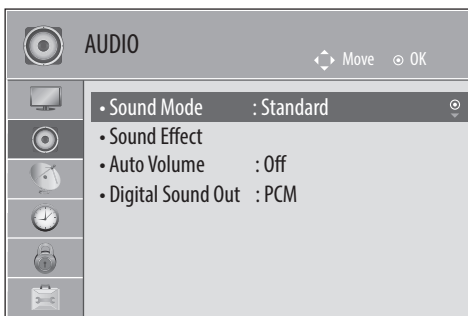 AUDIO
Move OK
• Sound Mode : Standard
• Sound Effect
• Auto Volume : Off
• Digital Sound Out : PCM